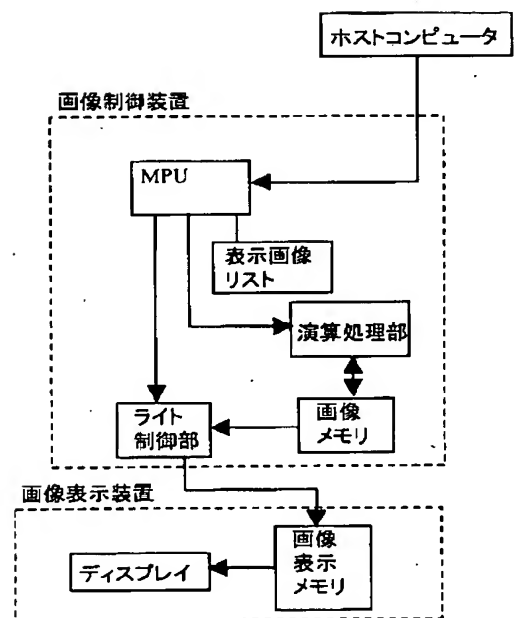 ホストコンピュータ
画像制御装置
MPU
表示画像
リスト
演算処理部
ライト
制御部
画像
メモリ
画像表示装置
画像
表示
メモリ
ディスプレイ